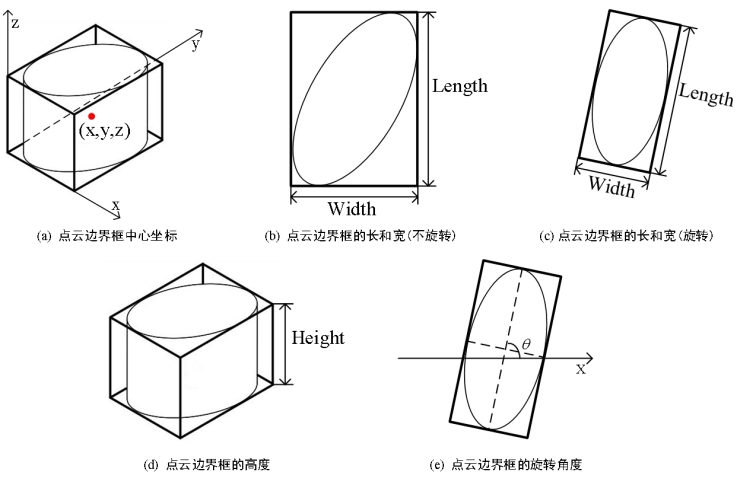 z
y
(x,y,z)
x
(a) 点云边界框中心坐标
Length
Width
(b) 点云边界框的长和宽(不旋转)
Length
Width
(c) 点云边界框的长和宽(旋转)
Height
(d) 点云边界框的高度
θ
x
(e) 点云边界框的旋转角度